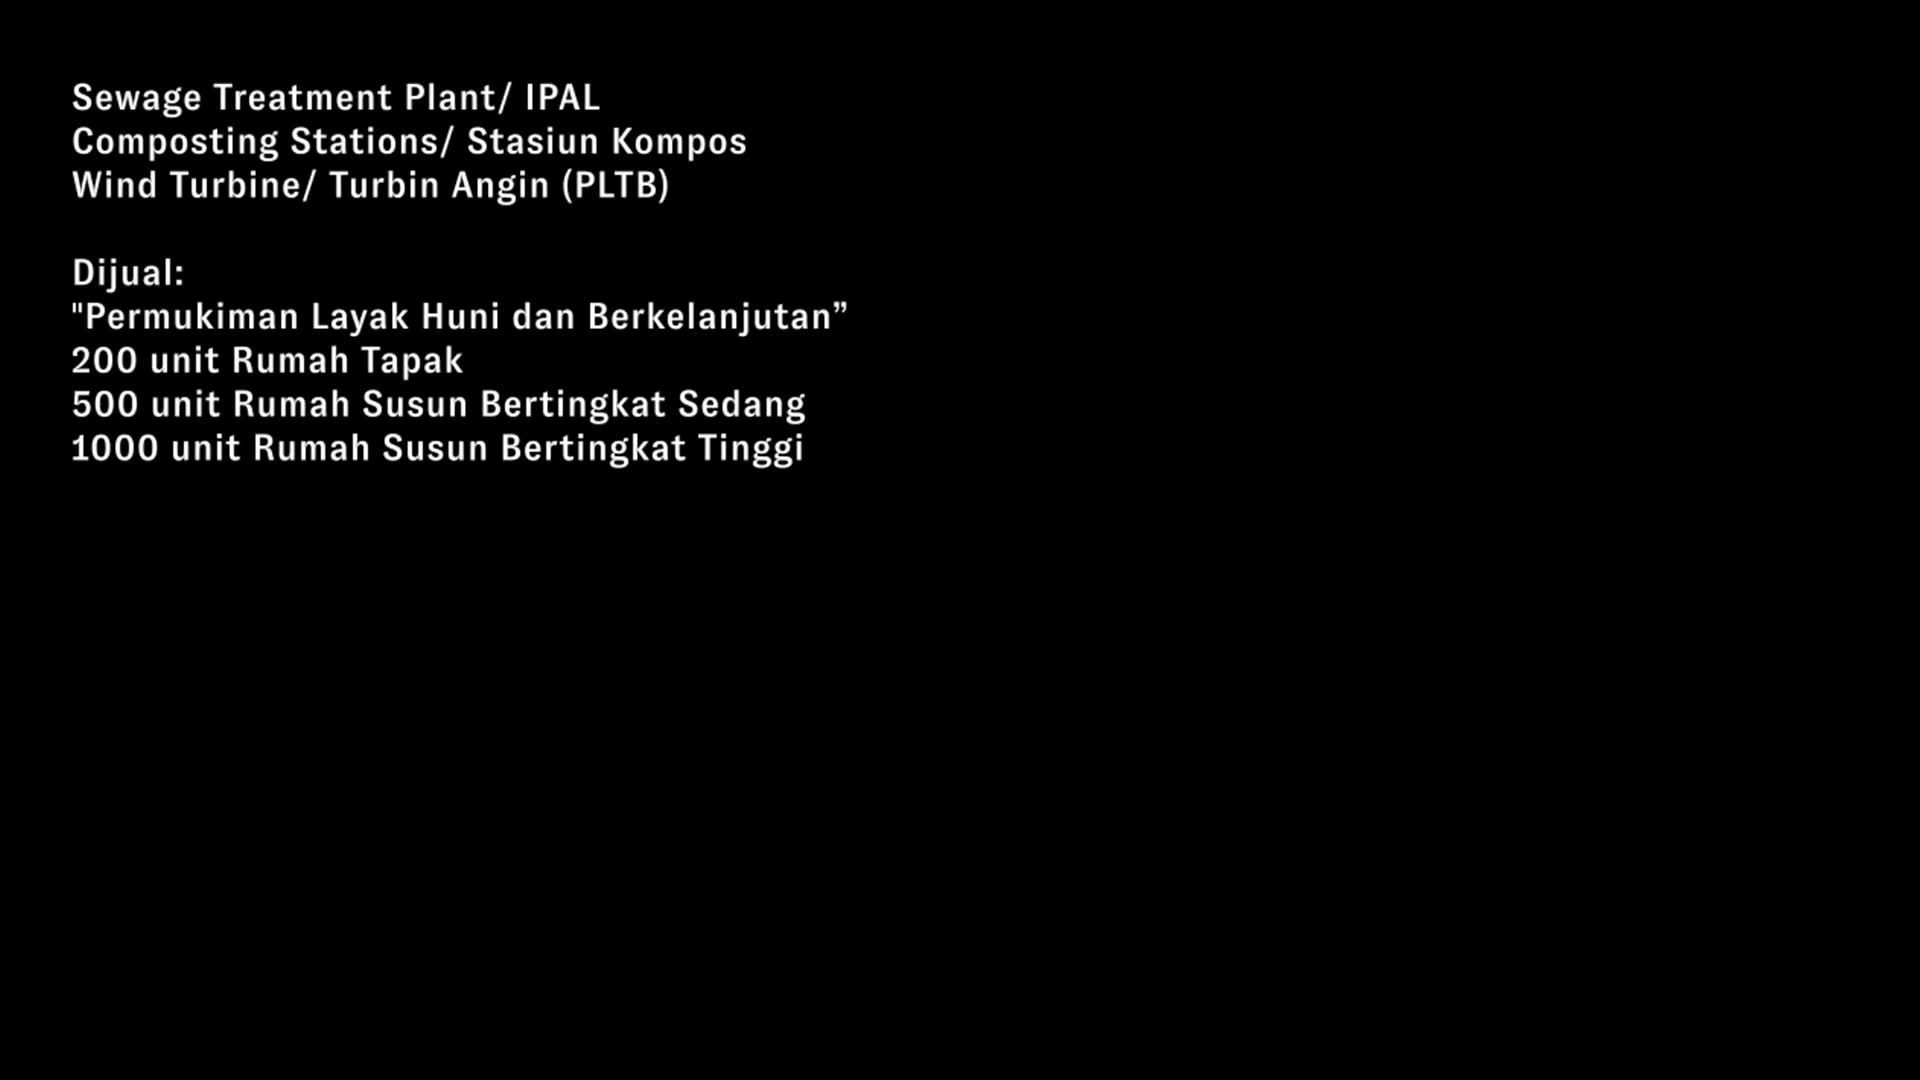 Sewage Treatment Plant/ IPAL
Composting Stations/ Stasiun Kompos
Wind Turbine/ Turbin Angin (PLTB)
Dijual:
"Permukiman Layak Huni dan Berkelanjutan”
200 unit Rumah Tapak
500 unit Rumah Susun Bertingkat Sedang
1000 unit Rumah Susun Bertingkat Tinggi